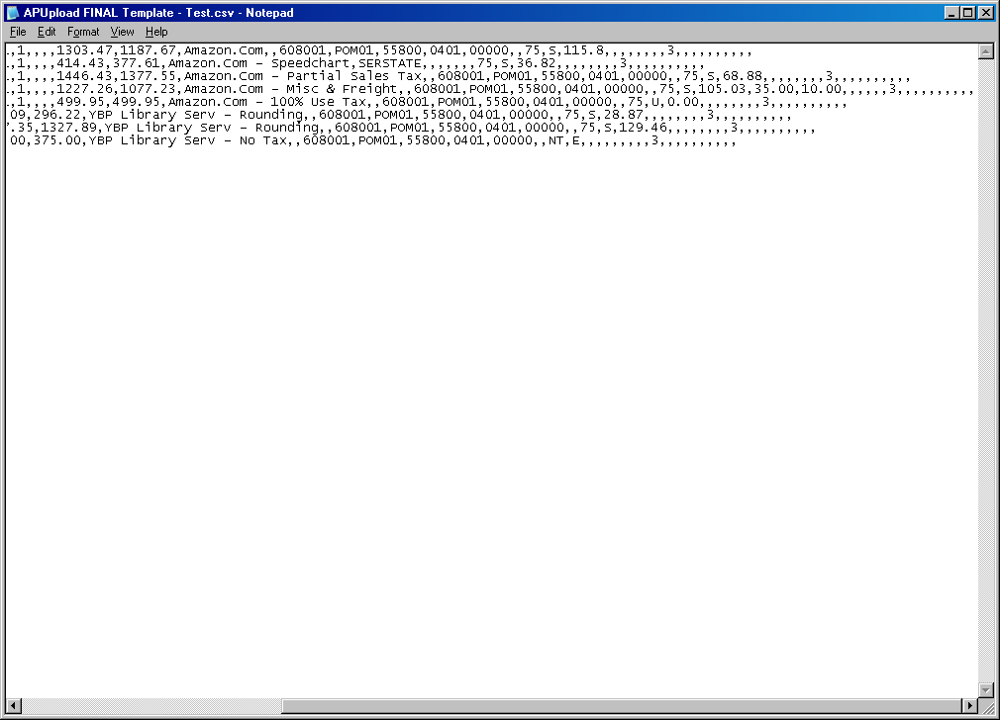 APUpload FINAL Template - Test.csv - Notepad
File Edit Format View Help
.,1,,,,1303.47,1187.67,Amazon.Com,,608001,POM01,55800,0401,00000,,75,S,115.8,,,,,,,,3,,,,,,,,,,
.,1,,,,414.43,377.61,Amazon.Com - Speedchart,SERSTATE,,,,,,,75,S,36.82,,,,,,,,3,,,,,,,,,,
.,1,,,,1446.43,1377.55,Amazon.Com - Partial Sales Tax,,608001,POM01,55800,0401,00000,,75,S,68.88,,,,,,,,3,,,,,,,,,,
.,1,,,,1227.26,1077.23,Amazon.Com - Misc & Freight,,608001,POM01,55800,0401,00000,,75,S,105.03,35.00,10.00,,,,,,3,,,,,,,,,,
.,1,,,,499.95,499.95,Amazon.Com - 100% Use Tax,,608001,POM01,55800,0401,00000,,75,U,0.00,,,,,,,,3,,,,,,,,,,
09,296.22,YBP Library Serv - Rounding,,608001,POM01,55800,0401,00000,,75,S,28.87,,,,,,,,3,,,,,,,,,,
7.35,1327.89,YBP Library Serv - Rounding,,608001,POM01,55800,0401,00000,,75,S,129.46,,,,,,,,3,,,,,,,,,,
00,375.00,YBP Library Serv - No Tax,,608001,POM01,55800,0401,00000,,NT,E,,,,,,,,,3,,,,,,,,,,